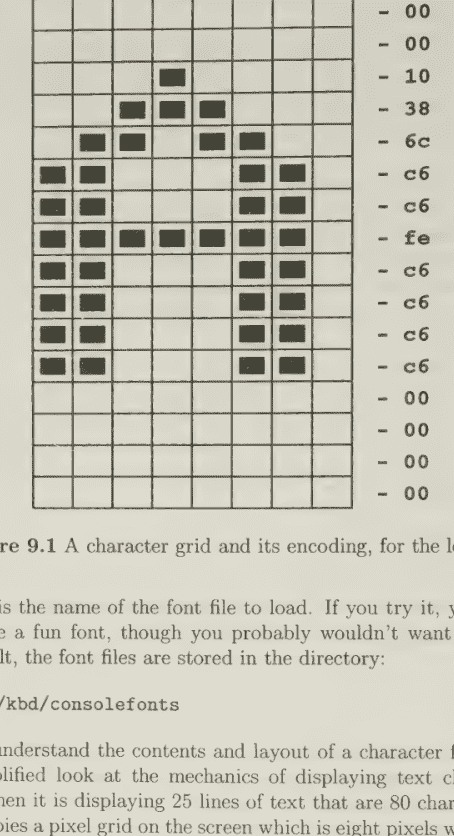 - 00
- 00
- 10
- 38
- 6c
- c6
- c6
- fe
- c6
- c6
- c6
- c6
- 00
- 00
- 00
- 00
re 9.1 A character grid and its encoding, for the le
is the name of the font file to load. If you try it, y
e a fun font, though you probably wouldn't want
lt, the font files are stored in the directory:
/kbd/consolefonts
understand the contents and layout of a character f
plified look at the mechanics of displaying text c
hen it is displaying 25 lines of text that are 80 char
pies a pixel grid on the screen which is eight pixels w